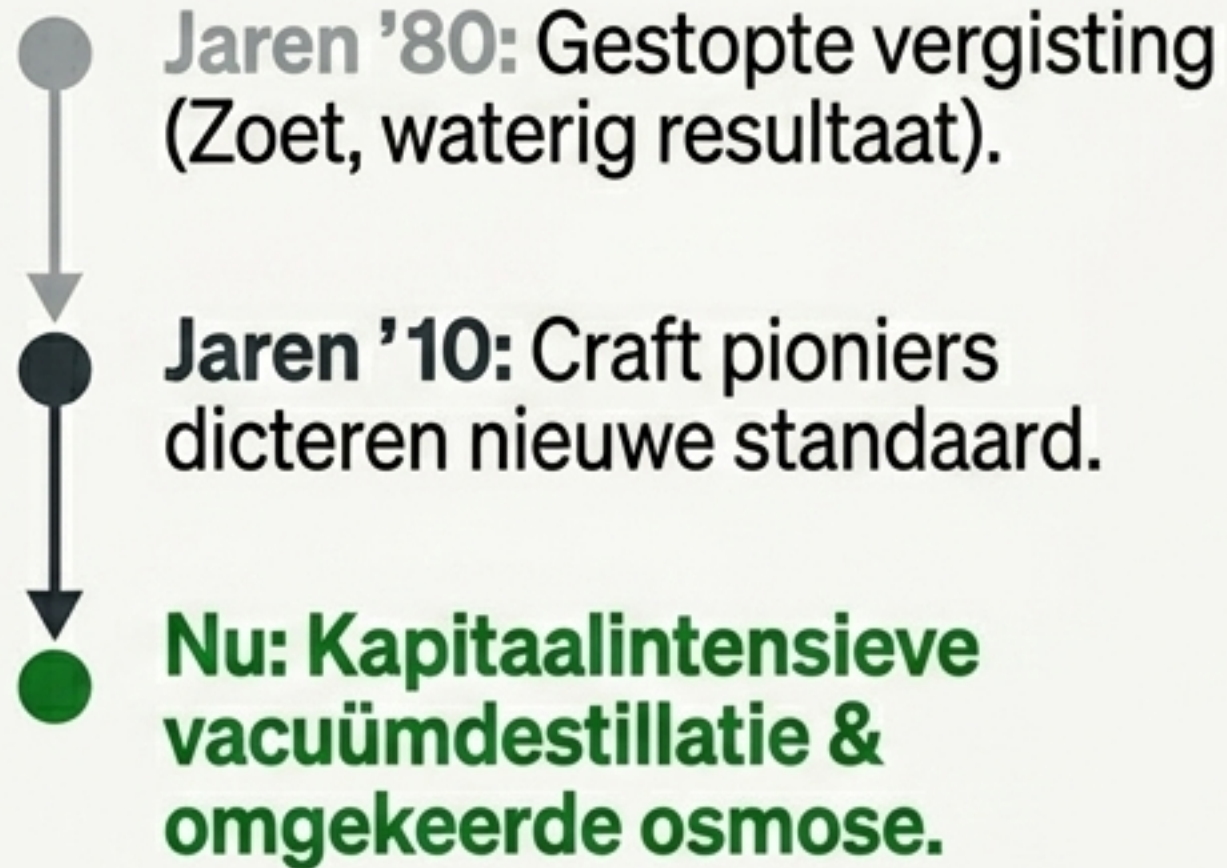 Jaren ’80: Gestopte vergisting
(Zoet, waterig resultaat).
Jaren ’10: Craft pioniers
dicteren nieuwe standaard.
Nu: Kapitaalintensieve
vacuümdestillatie &
omgekeerde osmose.